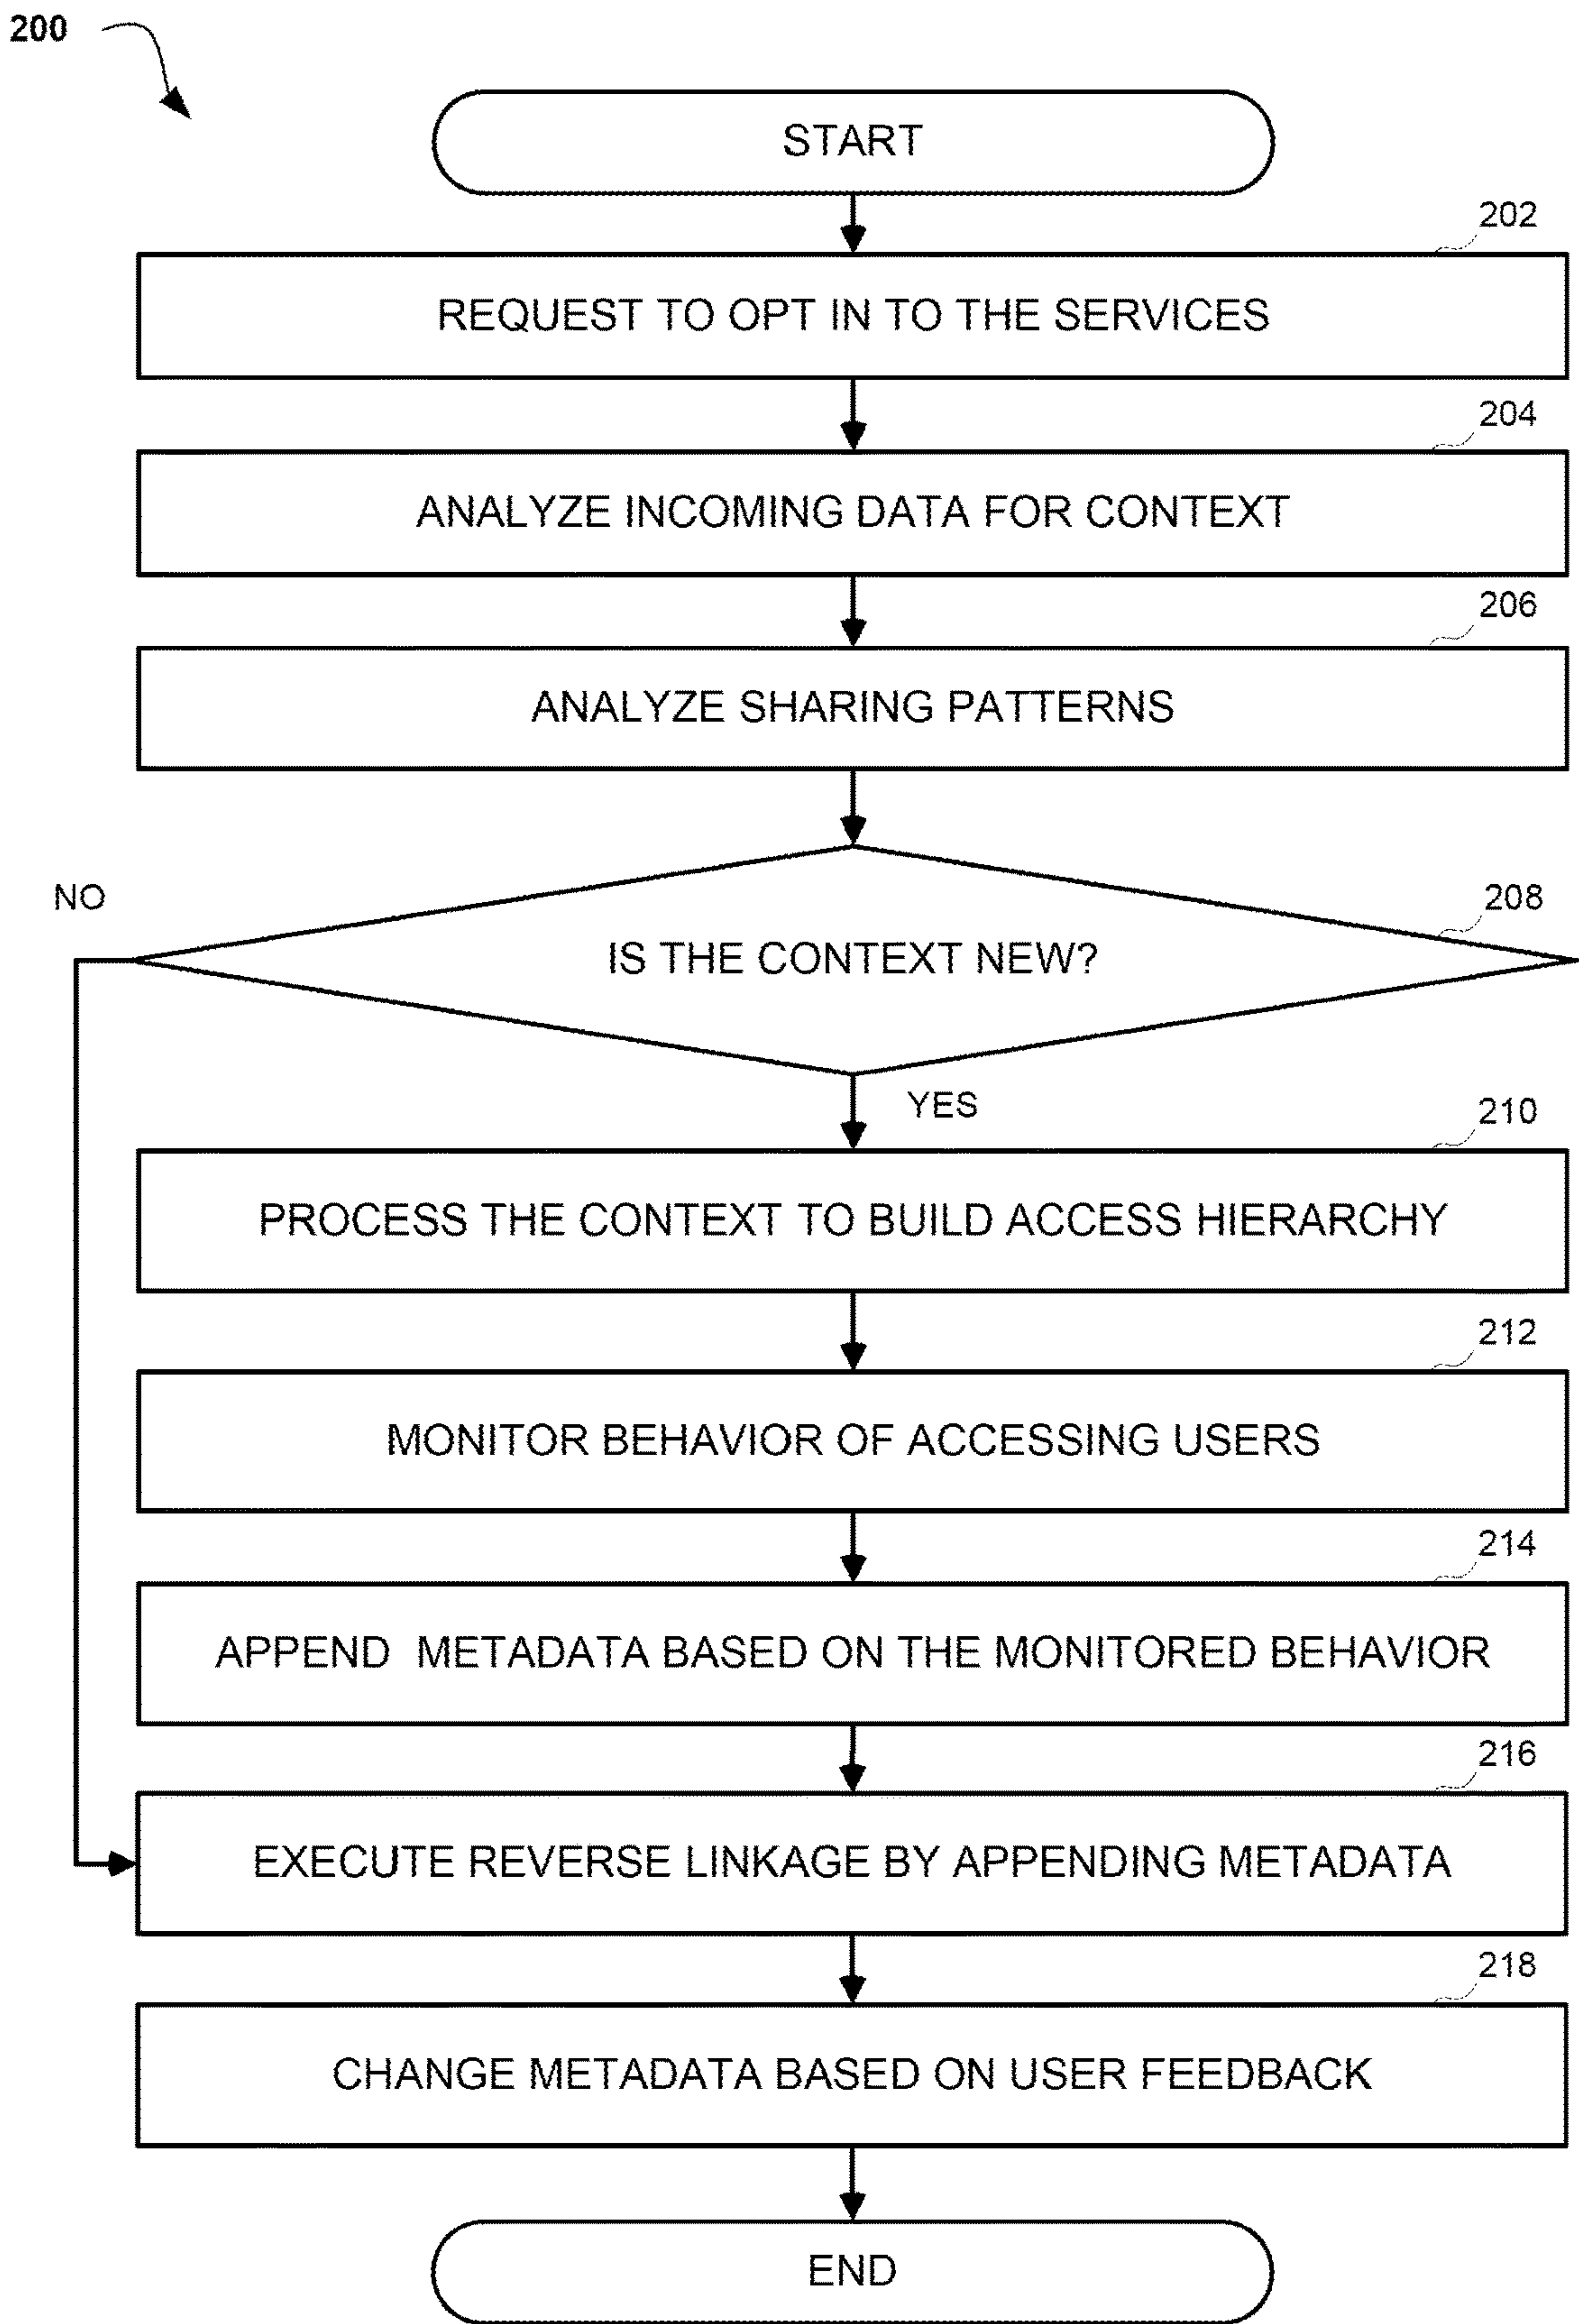 200
START
202
REQUEST TO OPT IN TO THE SERVICES
204
ANALYZE INCOMING DATA FOR CONTEXT
206
ANALYZE SHARING PATTERNS
NO
208
IS THE CONTEXT NEW?
YES
210
PROCESS THE CONTEXT TO BUILD ACCESS HIERARCHY
212
MONITOR BEHAVIOR OF ACCESSING USERS
214
APPEND METADATA BASED ON THE MONITORED BEHAVIOR
216
EXECUTE REVERSE LINKAGE BY APPENDING METADATA
218
CHANGE METADATA BASED ON USER FEEDBACK
END